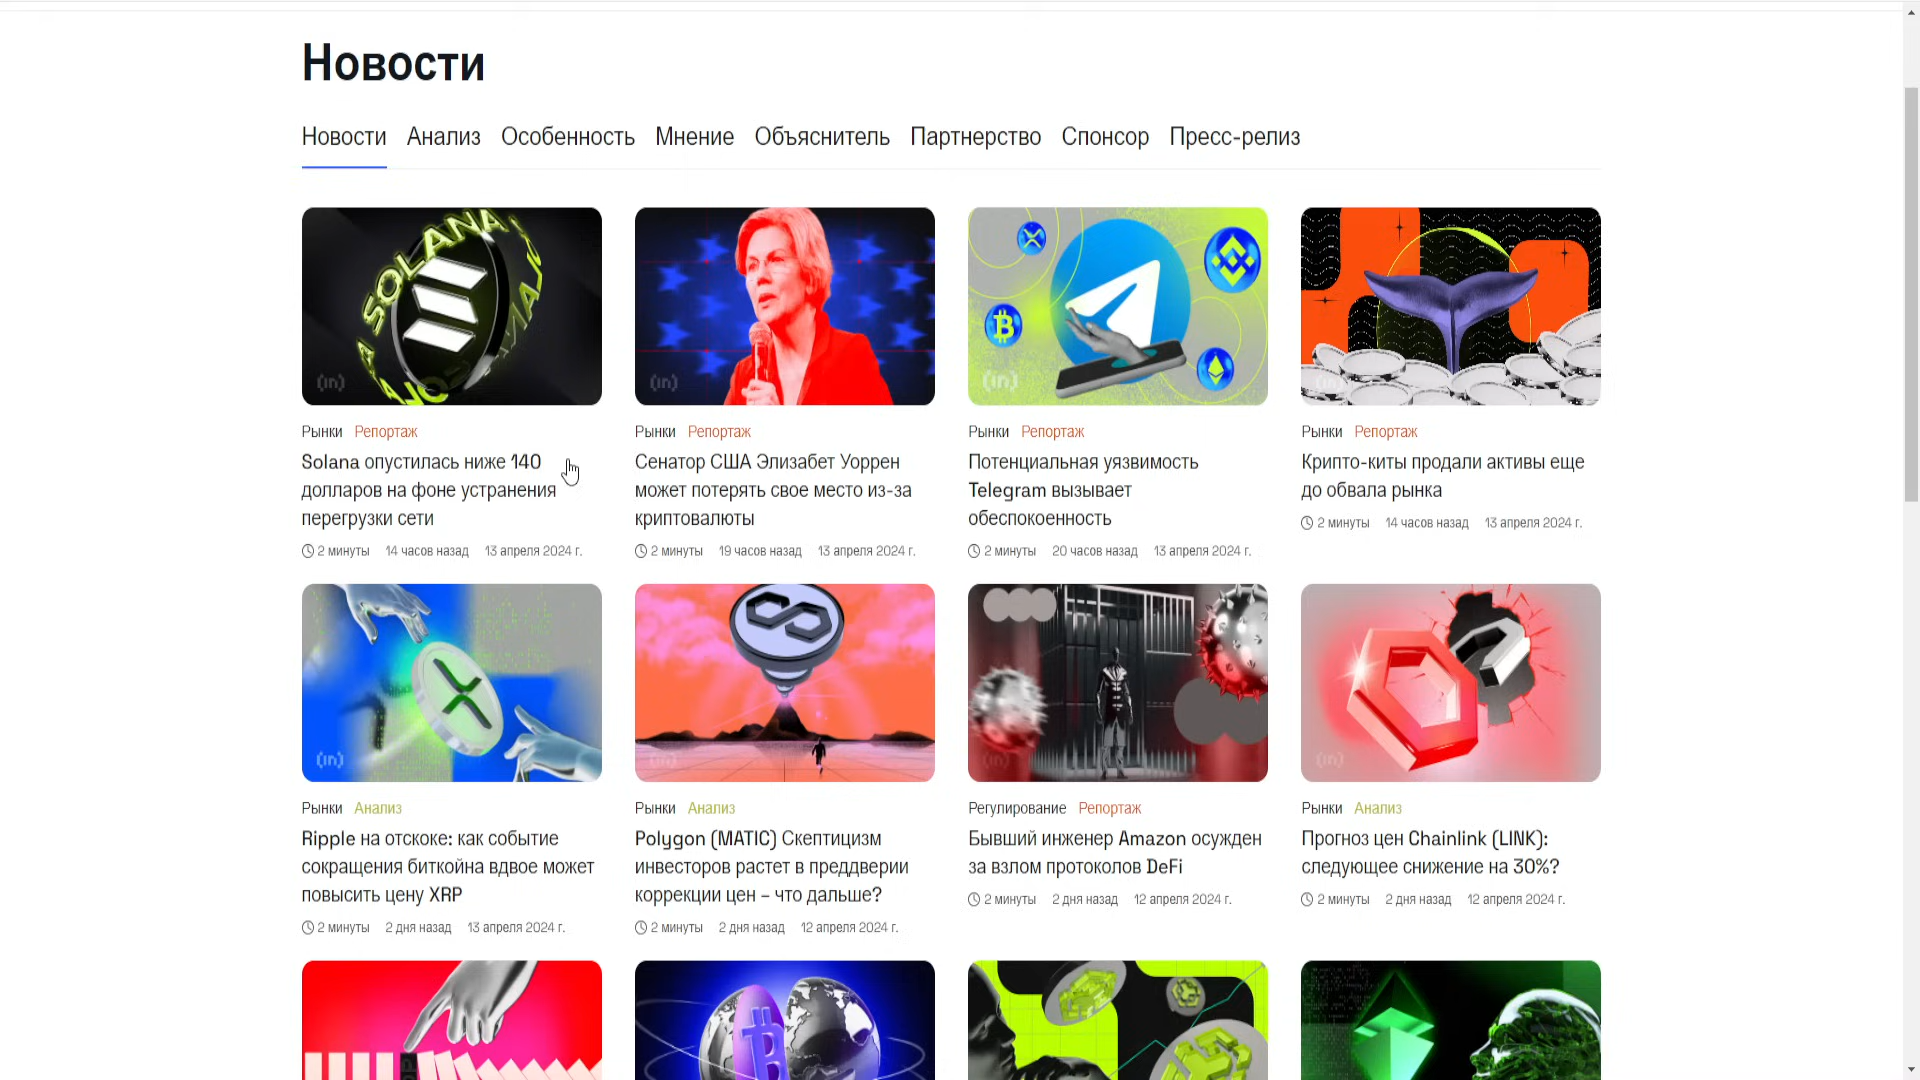 Новости
Новости Анализ Особенность Мнение Объяснитель Партнерство Спонсор Пресс-релиз
SOLANA
(in)
(in)
(in)
Рынки Репортаж
Solana опустилась ниже 140
долларов на фоне устранения
перегрузки сети
2 минуты 14 часов назад 13 апреля 2024 г.
Рынки Репортаж
Сенатор США Элизабет Уоррен
может потерять свое место из-за
криптовалюты
2 минуты 19 часов назад 13 апреля 2024 г.
Рынки Репортаж
Потенциальная уязвимость
Telegram вызывает
обеспокоенность
2 минуты 20 часов назад 13 апреля 2024 г.
Рынки Репортаж
Крипто-киты продали активы еще
до обвала рынка
2 минуты 14 часов назад 13 апреля 2024 г.
(in)
(in)
(in)
(in)
Рынки Анализ
Ripple на отскоке: как событие
сокращения биткойна вдвое может
повысить цену XRP
2 минуты 2 дня назад 13 апреля 2024 г.
Рынки Анализ
Polygon (MATIC) Скептицизм
инвесторов растет в преддверии
коррекции цен – что дальше?
2 минуты 2 дня назад 12 апреля 2024 г.
Регулирование Репортаж
Бывший инженер Amazon осужден
за взлом протоколов DeFi
2 минуты 2 дня назад 12 апреля 2024 г.
Рынки Анализ
Прогноз цен Chainlink (LINK):
следующее снижение на 30%?
2 минуты 2 дня назад 12 апреля 2024 г.